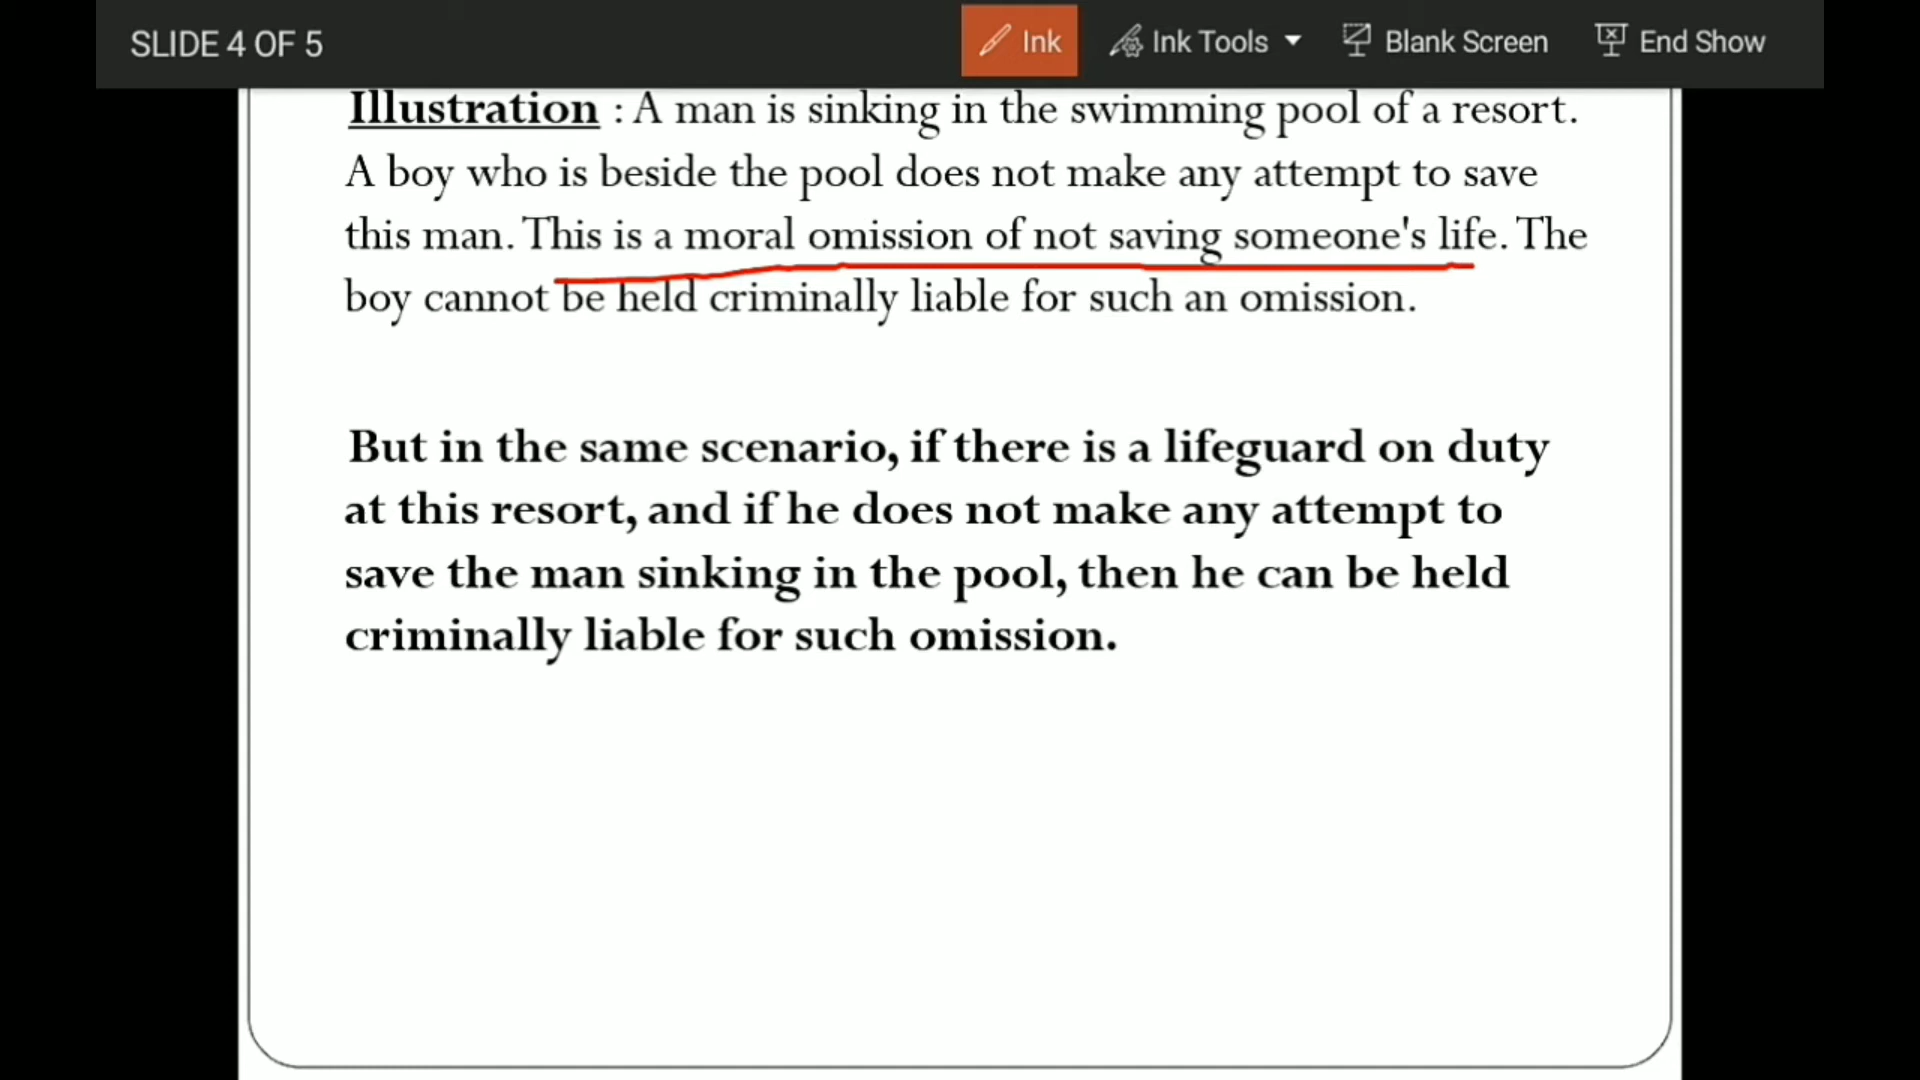 SLIDE 4 OF 5
Ink
Ink Tools
Blank Screen
End Show
Illustration : A man is sinking in the swimming pool of a resort.
A boy who is beside the pool does not make any attempt to save
this man. This is a moral omission of not saving someone's life. The
boy cannot be held criminally liable for such an omission.
But in the same scenario, if there is a lifeguard on duty
at this resort, and if he does not make any attempt to
save the man sinking in the pool, then he can be held
criminally liable for such omission.